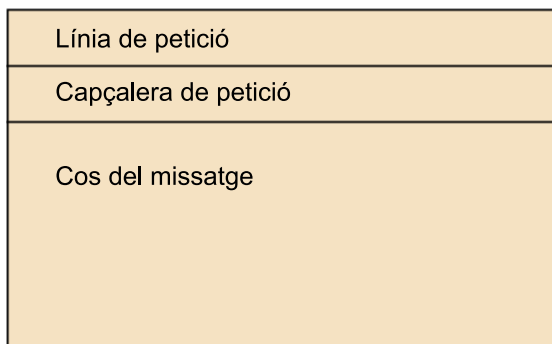 Línia de petició
Capçalera de petició
Cos del missatge